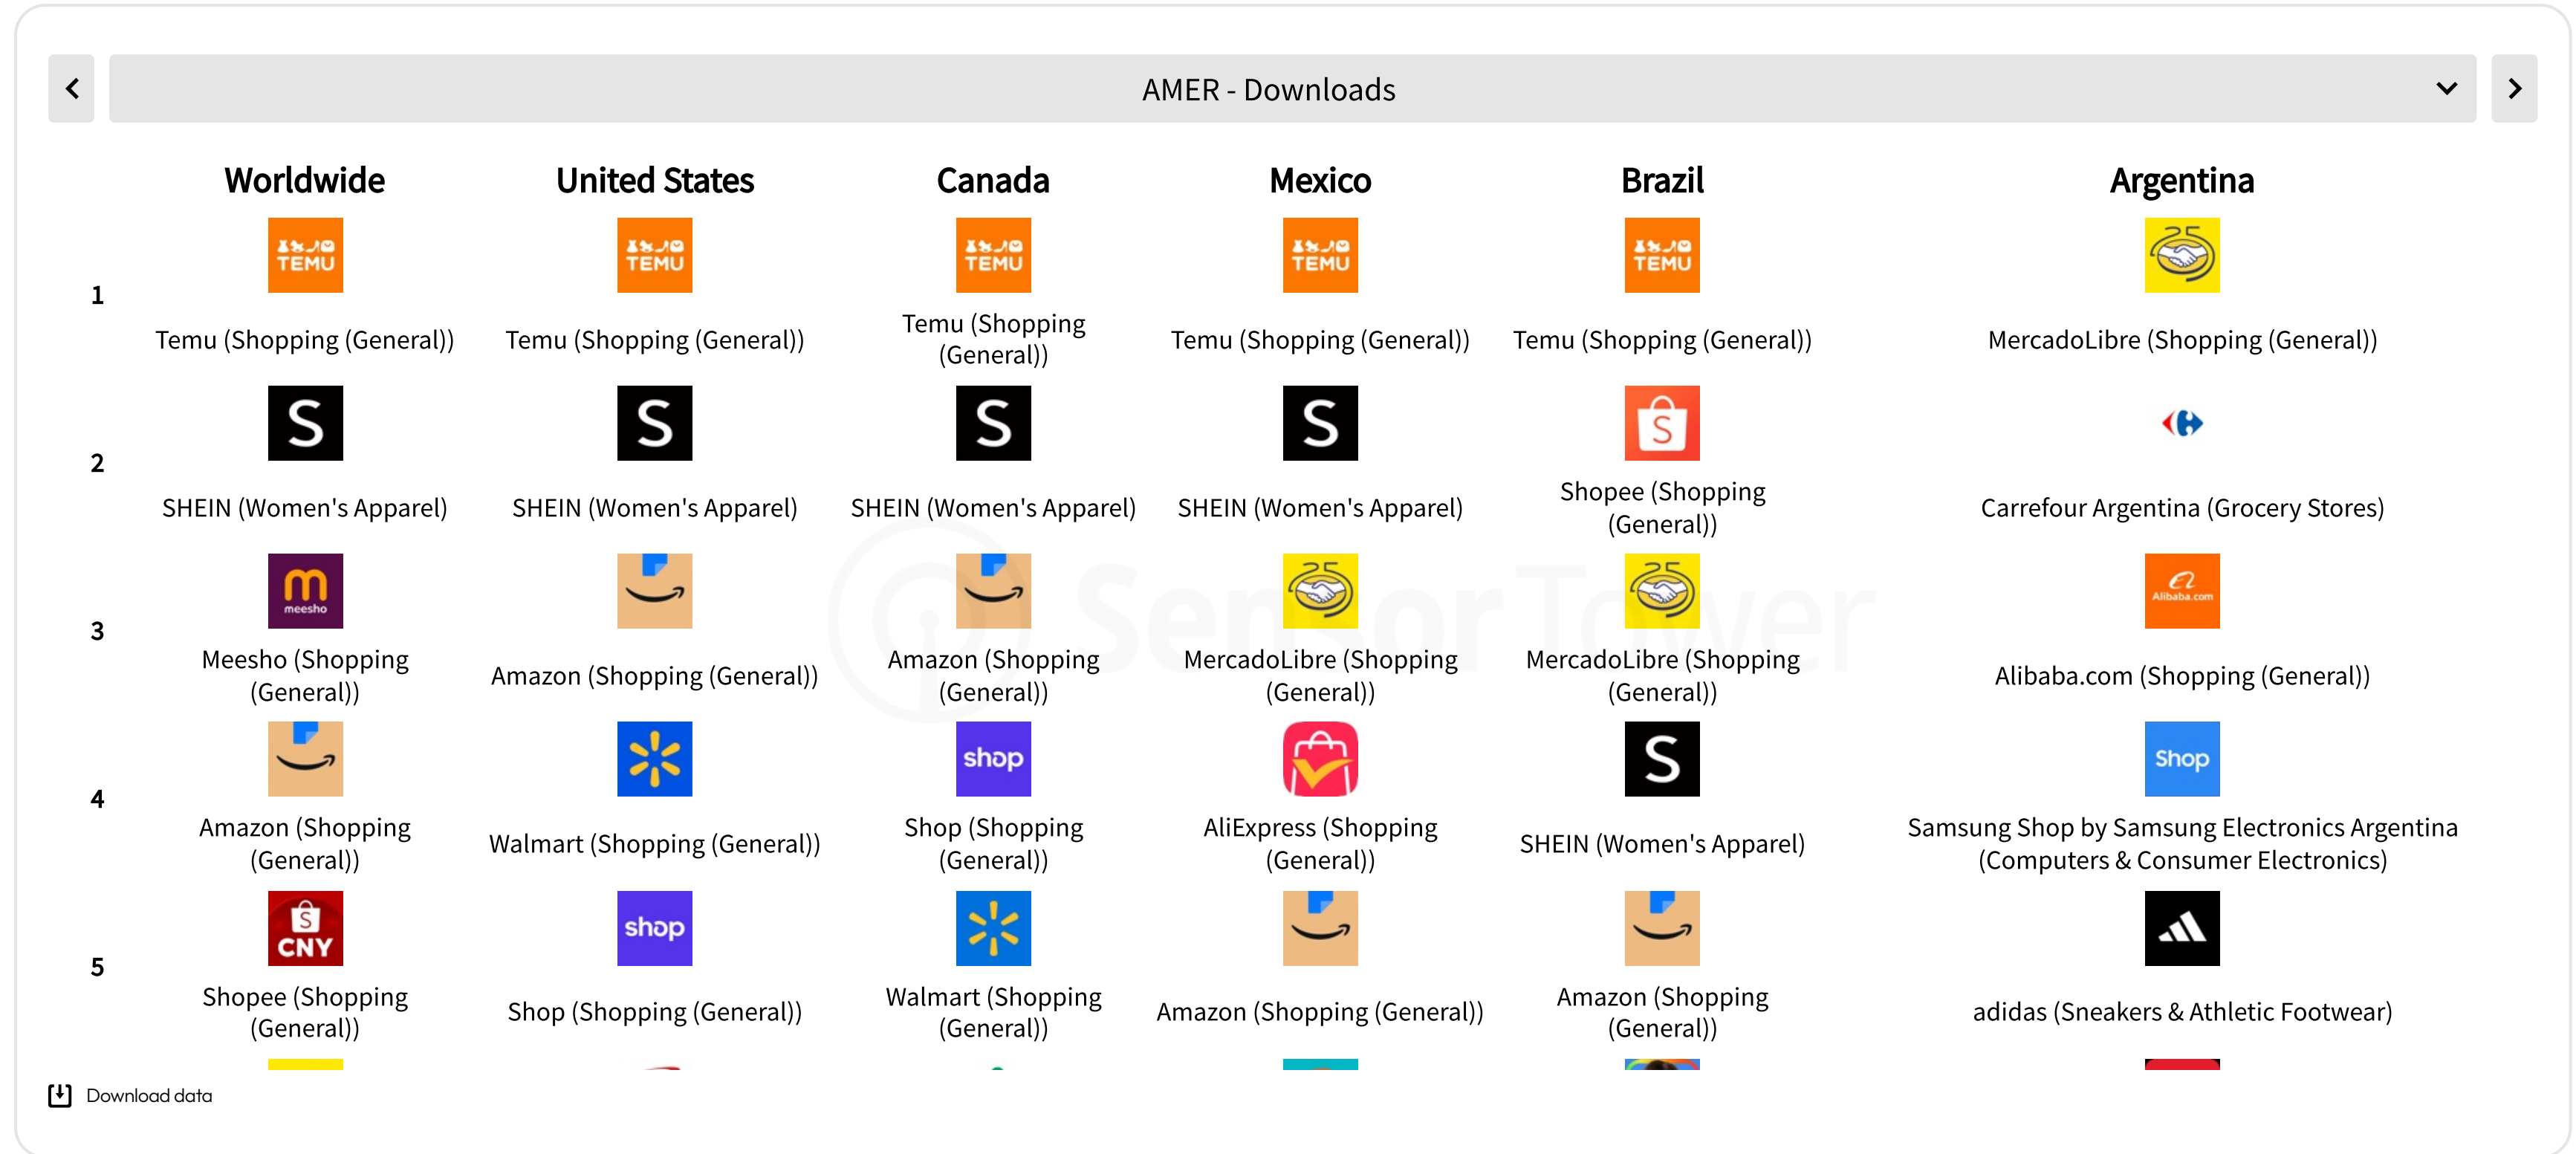 AMER - Downloads
Worldwide United States Canada Mexico Brazil Argentina
TEMU TEMU TEMU TEMU TEMU 25
1
Temu (Shopping (General)) Temu (Shopping (General)) Temu (Shopping Temu (Shopping (General)) Temu (Shopping (General)) MercadoLibre (Shopping (General))
(General))
S S S S S
2
SHEIN (Women's Apparel) SHEIN (Women's Apparel) SHEIN (Women's Apparel) SHEIN (Women's Apparel) Shopee (Shopping Carrefour Argentina (Grocery Stores)
(General))
meesho 25 25 Alibaba.com
SensorTower
3
Meesho (Shopping Amazon (Shopping (General)) Amazon (Shopping MercadoLibre (Shopping MercadoLibre (Shopping Alibaba.com (Shopping (General))
(General)) (General)) (General)) (General))
shop S Shop
4
Amazon (Shopping Walmart (Shopping (General)) Shop (Shopping AliExpress (Shopping SHEIN (Women's Apparel) Samsung Shop by Samsung Electronics Argentina
(General)) (General)) (General)) (Computers & Consumer Electronics)
S
CNY shop
5
Shopee (Shopping Shop (Shopping (General)) Walmart (Shopping Amazon (Shopping (General)) Amazon (Shopping adidas (Sneakers & Athletic Footwear)
(General)) (General)) (General))
Download data